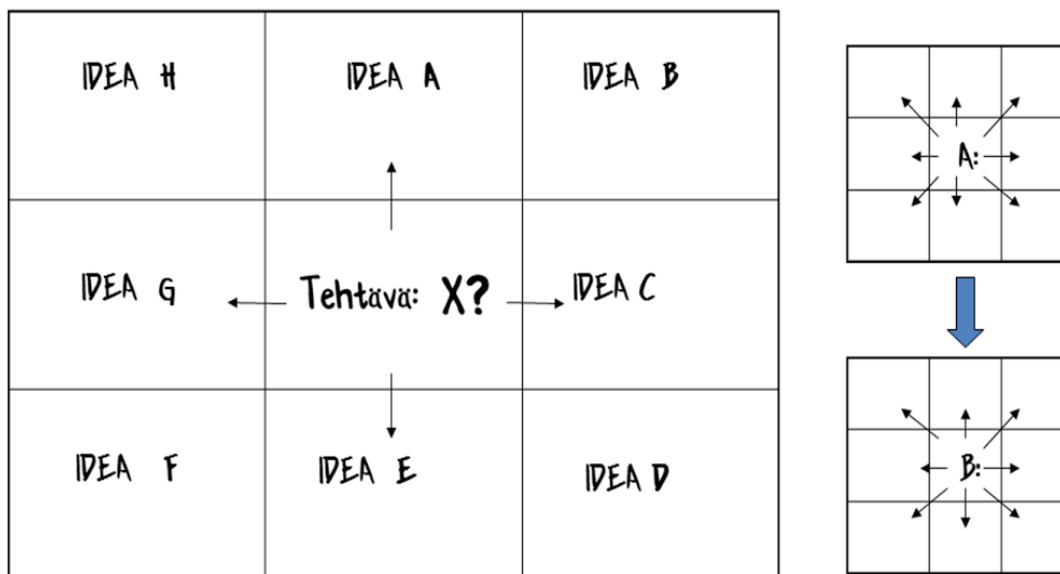 IDEA H
IDEA A
IDEA B
IDEA G
Tehtävä: X?
IDEA C
IDEA F
IDEA E
IDEA D
A:
B: